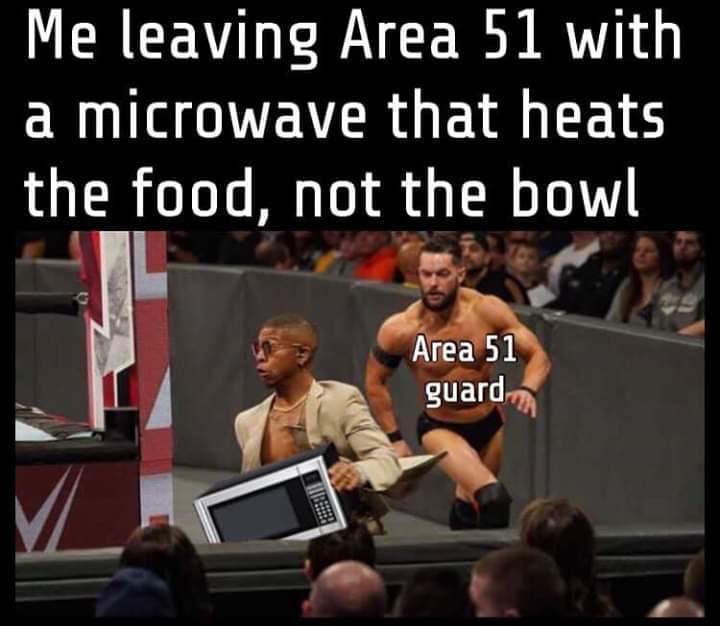 Me leaving Area 51 with
a microwave that heats
the food, not the bowl
Area 51
guard